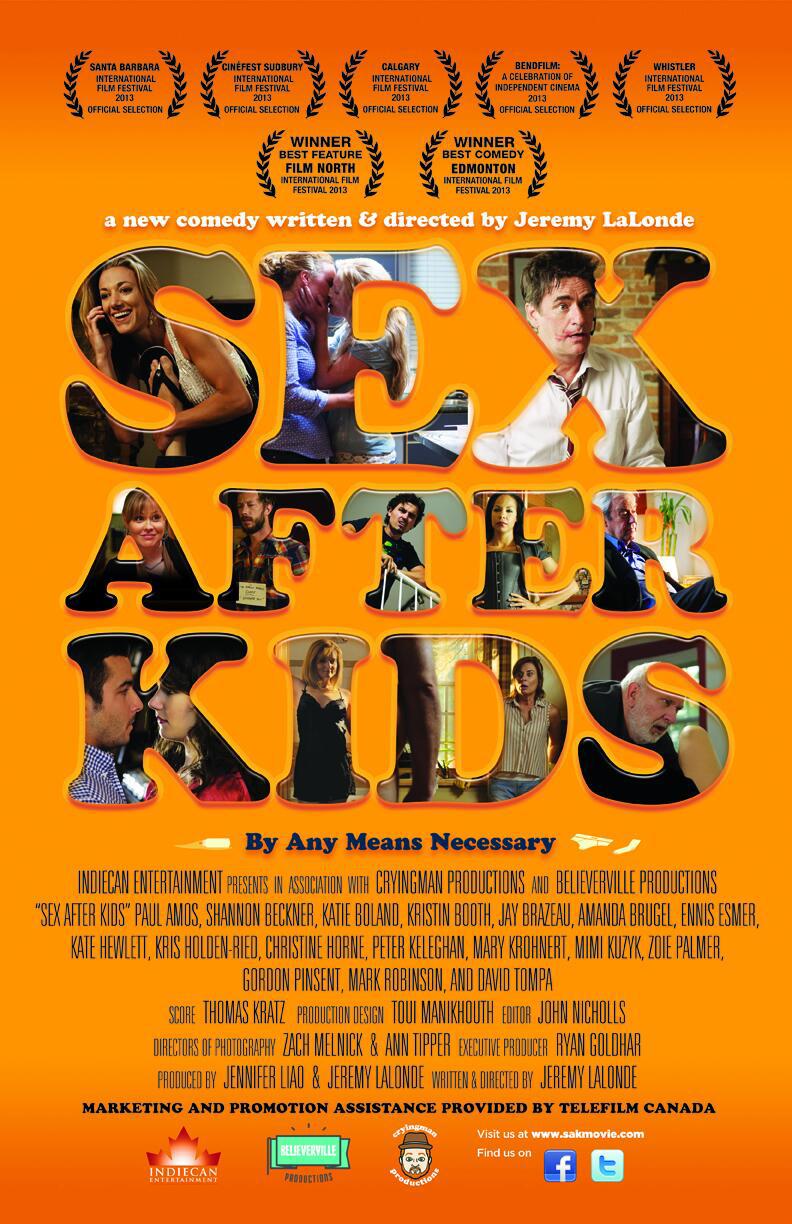 SANTA BARBARA
INTERNATIONAL
FILM FESTIVAL
2013
OFFICIAL SELECTION
CINÉFEST SUDBURY
INTERNATIONAL
FILM FESTIVAL
2013
OFFICIAL SELECTION
CALGARY
INTERNATIONAL
FILM FESTIVAL
2013
OFFICIAL SELECTION
BENDFILM:
A CELEBRATION OF
INDEPENDENT CINEMA
2013
OFFICIAL SELECTION
WHISTLER
INTERNATIONAL
FILM FESTIVAL
2013
OFFICIAL SELECTION
WINNER
BEST FEATURE
FILM NORTH
INTERNATIONAL FILM
FESTIVAL 2013
WINNER
BEST COMEDY
EDMONTON
INTERNATIONAL FILM
FESTIVAL 2013
a new comedy written & directed by Jeremy LaLonde
SEX
AFTER
KIDS
By Any Means Necessary
INDIECAN ENTERTAINMENT PRESENTS IN ASSOCIATION WITH CRYINGMAN PRODUCTIONS AND BELIEVERVILLE PRODUCTIONS
"SEX AFTER KIDS" PAUL AMOS, SHANNON BECKNER, KATIE BOLAND, KRISTIN BOOTH, JAY BRAZEAU, AMANDA BRUGEL, ENNIS ESMER,
KATE HEWLETT, KRIS HOLDEN-RIED, CHRISTINE HORNE, PETER KELEGHAN, MARY KROHNERT, MIMI KUZYK, ZOIE PALMER,
GORDON PINSENT, MARK ROBINSON, AND DAVID TOMPA
SCORE THOMAS KRATZ PRODUCTION DESIGN TOUI MANIKHOUTH EDITOR JOHN NICHOLLS
DIRECTORS OF PHOTOGRAPHY ZACH MELNICK & ANN TIPPER EXECUTIVE PRODUCER RYAN GOLDHAR
PRODUCED BY JENNIFER LIAO & JEREMY LALONDE WRITTEN & DIRECTED BY JEREMY LALONDE
MARKETING AND PROMOTION ASSISTANCE PROVIDED BY TELEFILM CANADA
INDIECAN
ENTERTAINMENT
BELIEVERVILLE
PRODUCTIONS
cryingman
productions
Visit us at www.sakmovie.com
Find us on